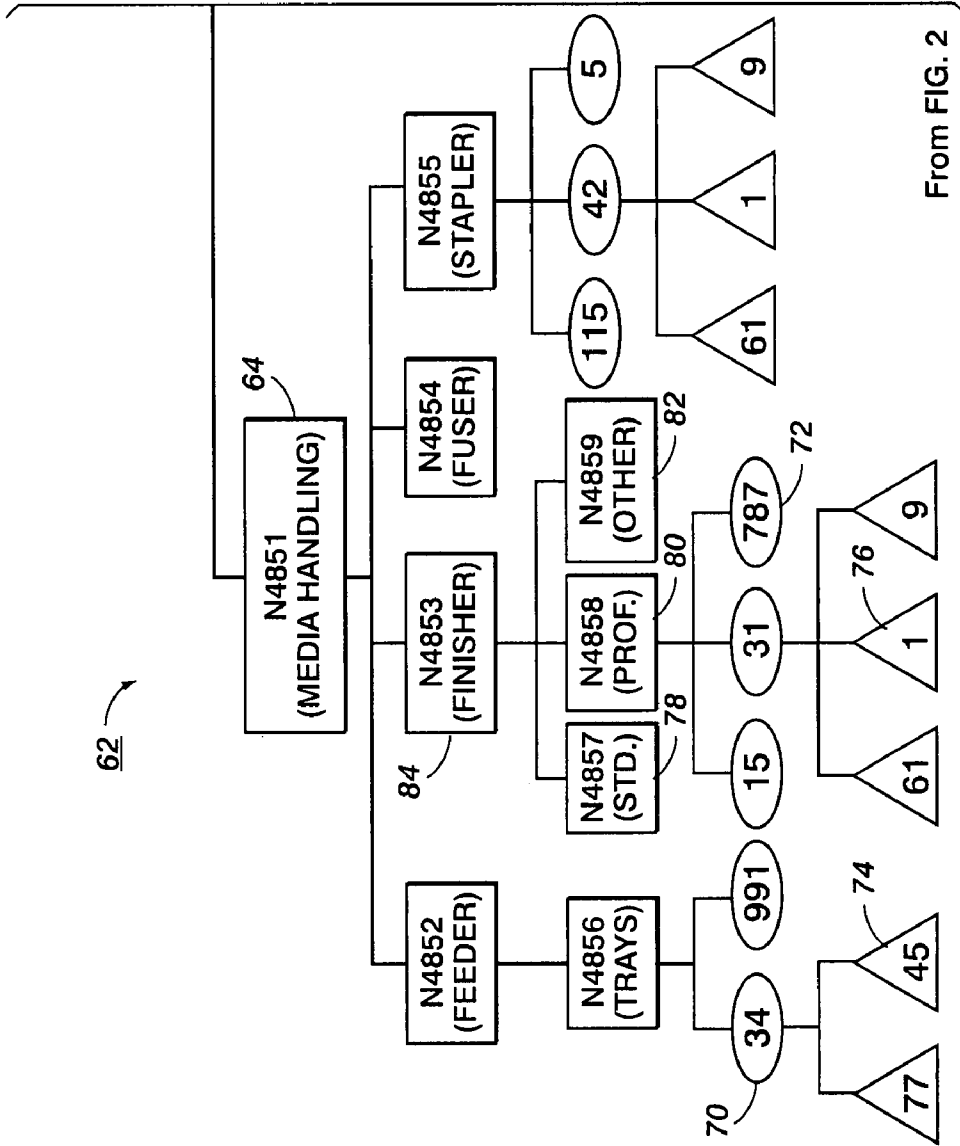 62
N4851
(MEDIA HANDLING)
64
N4852
(FEEDER)
N4853
(FINISHER)
84
N4854
(FUSER)
N4855
(STAPLER)
N4856
(TRAYS)
N4857
(STD.)
78
N4858
(PROF.)
80
N4859
(OTHER)
82
115
42
5
34
70
991
15
31
787
72
61
1
9
77
45
74
61
1
76
9
From FIG. 2